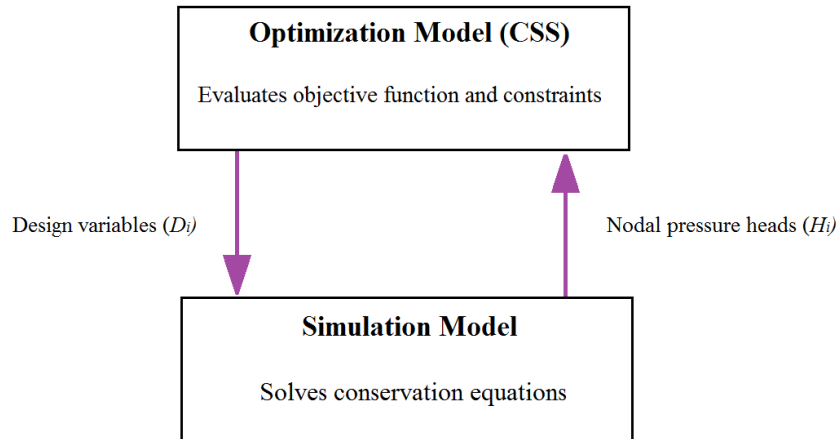 Optimization Model (CSS)
Evaluates objective function and constraints
Design variables (Di)
Nodal pressure heads (Hi)
Simulation Model
Solves conservation equations